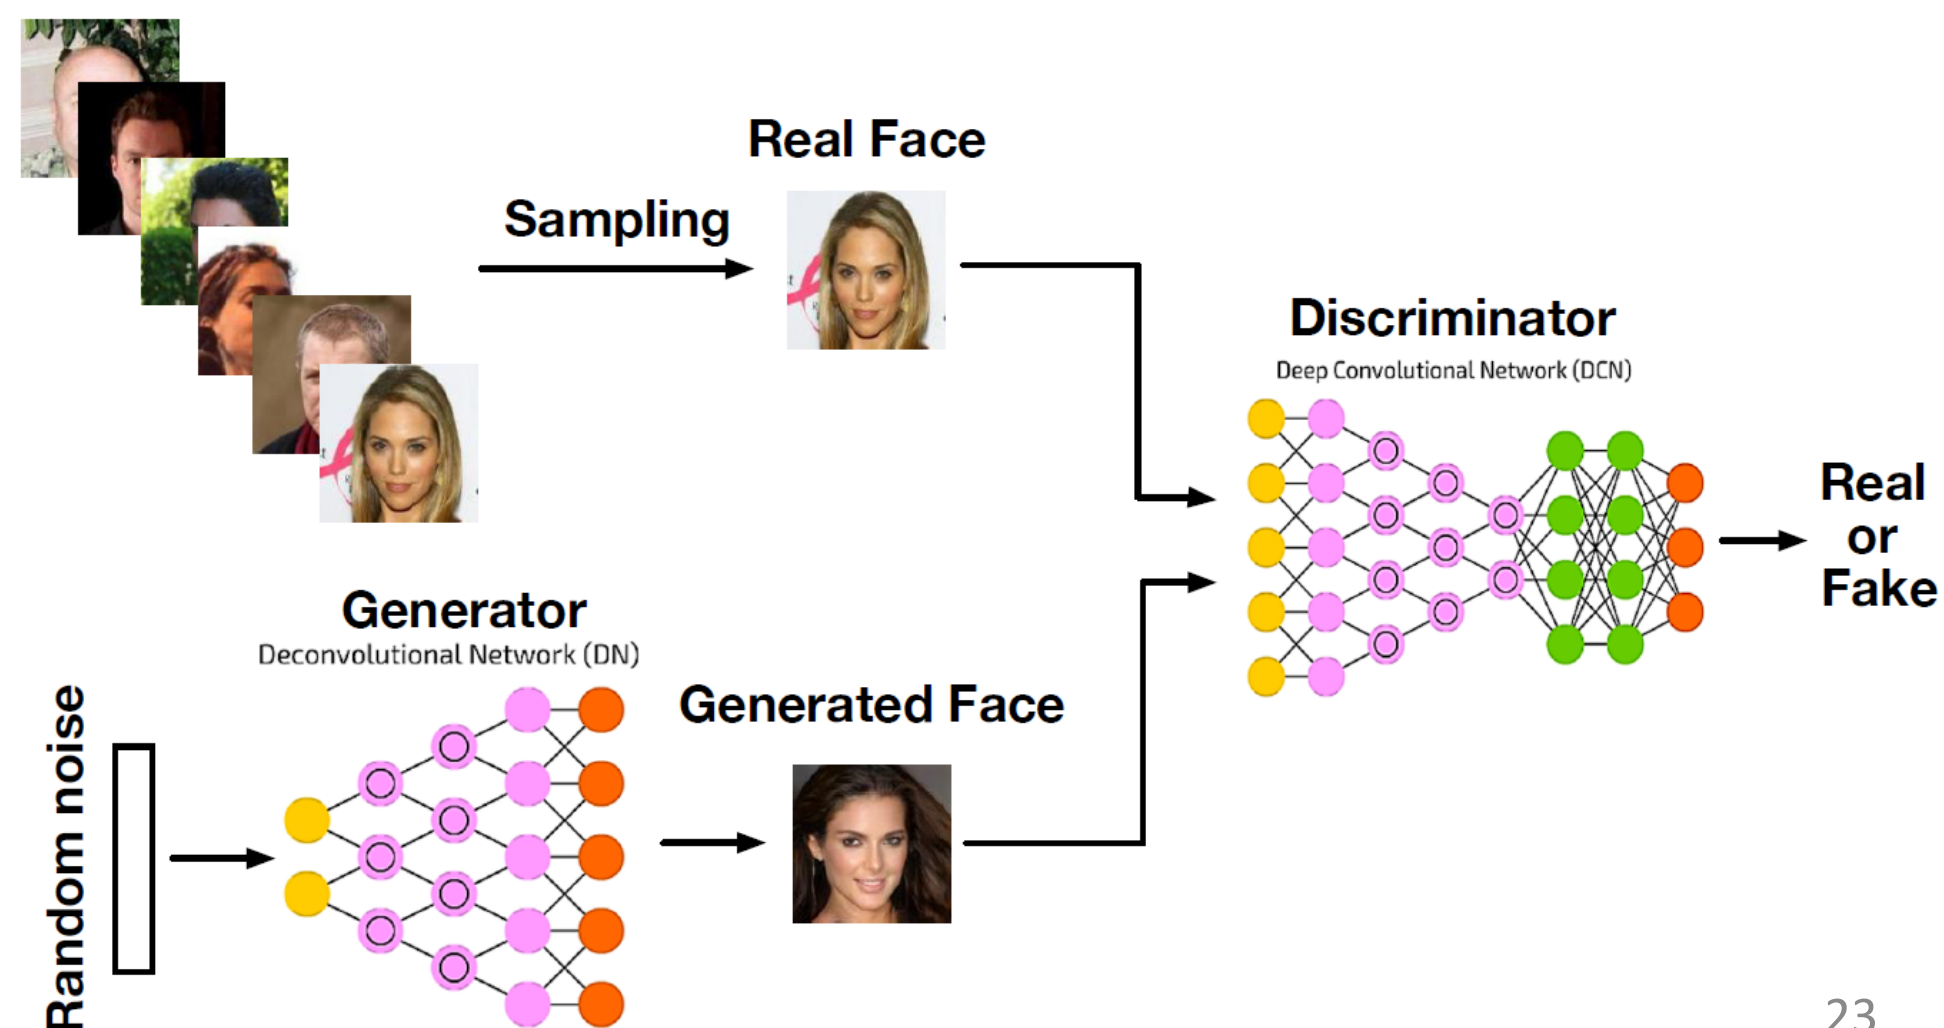 Real Face
Sampling
Discriminator
Deep Convolutional Network (DCN)
Real
or
Fake
Generator
Deconvolutional Network (DN)
Generated Face
Random noise
23